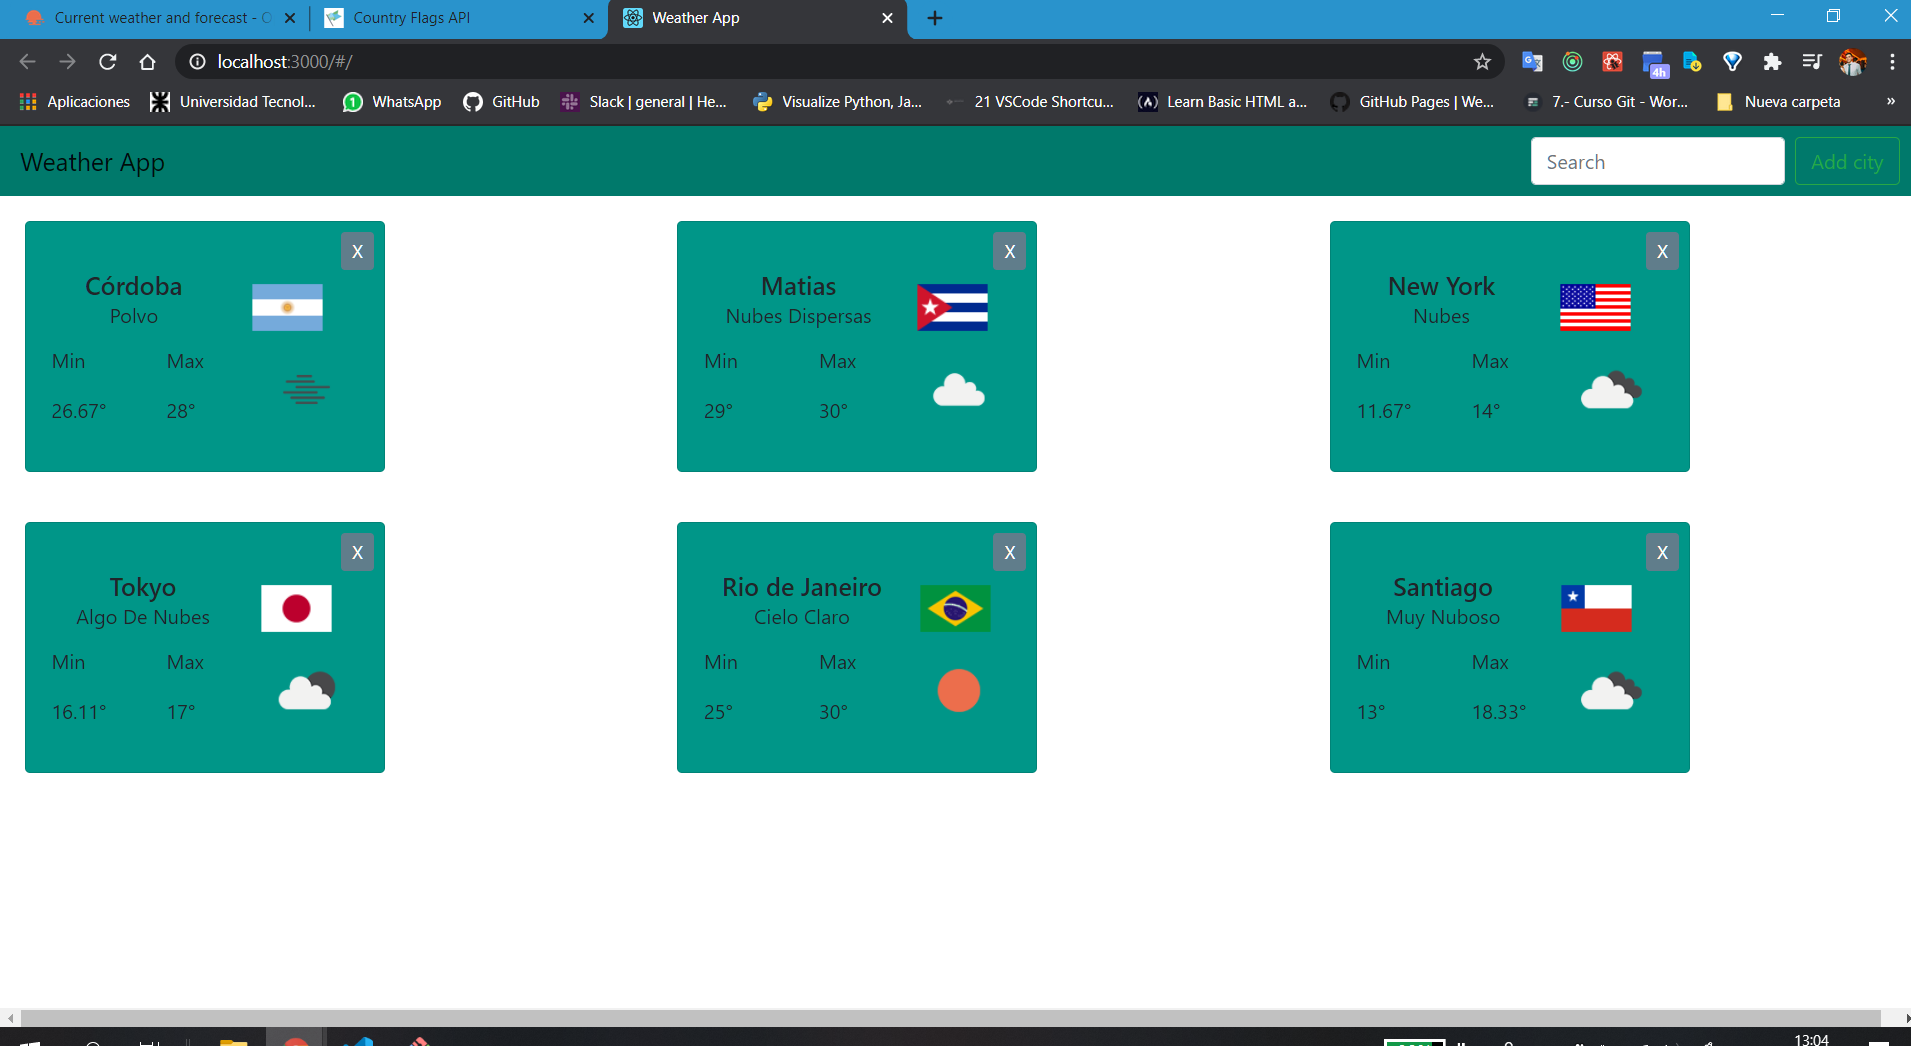 Current weather and forecast - O
Country Flags API
Weather App
localhost:3000/#/
4h
Aplicaciones
Universidad Tecnol...
WhatsApp
GitHub
Slack | general | He...
Visualize Python, Ja...
21 VSCode Shortcu...
Learn Basic HTML a...
GitHub Pages | We...
7.- Curso Git - Wor...
Nueva carpeta
»
Weather App
Search
Add city
X
Córdoba
Polvo
Min Max
26.67° 28°
X
Matias
Nubes Dispersas
Min Max
29° 30°
X
New York
Nubes
Min Max
11.67° 14°
X
Tokyo
Algo De Nubes
Min Max
16.11° 17°
X
Rio de Janeiro
Cielo Claro
Min Max
25° 30°
X
Santiago
Muy Nuboso
Min Max
13° 18.33°
13:04